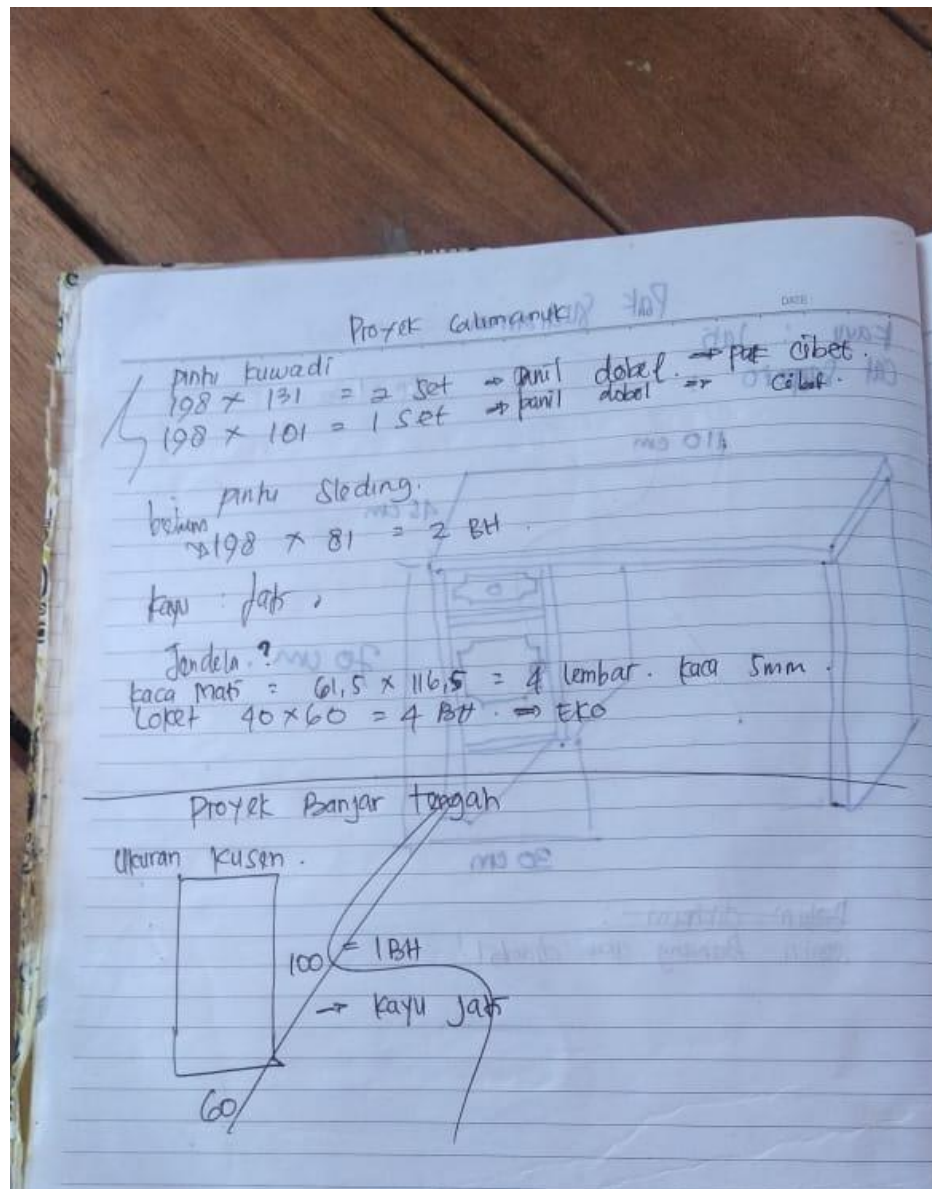 DATE:
Proyek Calimanuk
pintu kuwadi
198 × 131 = 2 set → panil dobel. → pak cibet.
198 × 101 = 1 set → panil dobol → Cibet.
pintu Sleding.
belum
→ 198 × 81 = 2 BH.
kayu : Jati,
Jendela ?
kaca mati = 61,5 × 116,5 = 4 lembar. kaca 5mm.
Loket 40×60 = 4 BH. ⇒ EKO
Proyek Banjar tengah
Ukuran Kusen.
100 = 1 BH
→ kayu Jati
60